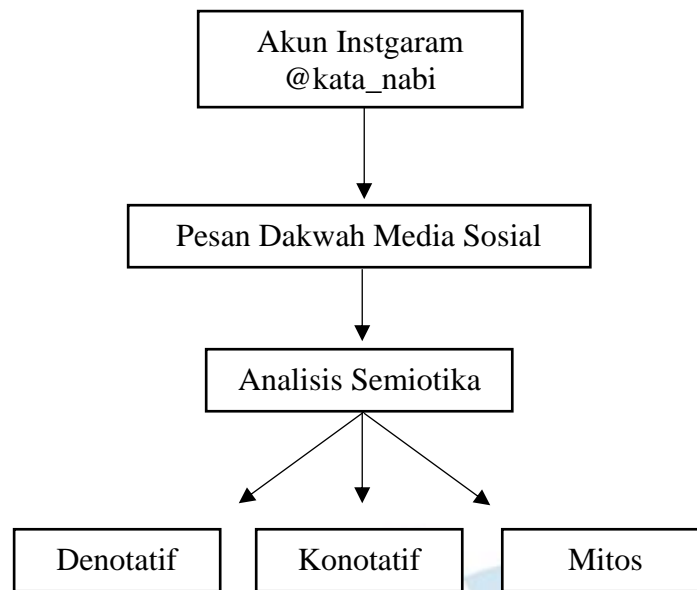 Akun Instgaram
@kata_nabi
Pesan Dakwah Media Sosial
Analisis Semiotika
Denotatif
Konotatif
Mitos